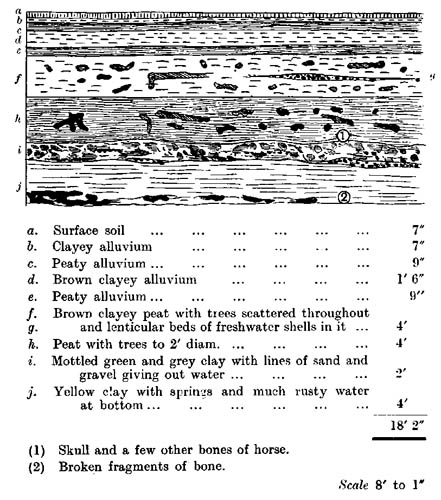 a
b
c
d
e
f
g
h
①
i
j
②
a. Surface soil ... ... ... ... ... 7"
b. Clayey alluvium ... ... ... ... 7"
c. Peaty alluvium ... ... ... ... ... 9"
d. Brown clayey alluvium ... ... ... 1' 6"
e. Peaty alluvium ... ... ... ... ... 9"
f. Brown clayey peat with trees scattered throughout
g. and lenticular beds of freshwater shells in it ... 4'
h. Peat with trees to 2' diam. ... ... ... ... 4'
i. Mottled green and grey clay with lines of sand and
gravel giving out water ... ... ... ... 2'
j. Yellow clay with springs and much rusty water
at bottom ... ... ... ... ... ... 4'
18' 2"
(1) Skull and a few other bones of horse.
(2) Broken fragments of bone.
Scale 8' to 1"